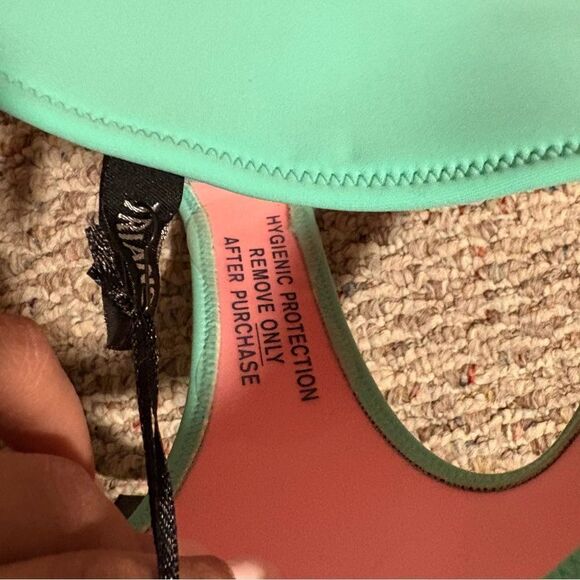 HYGIENIC PROTECTION
REMOVE ONLY
AFTER PURCHASE